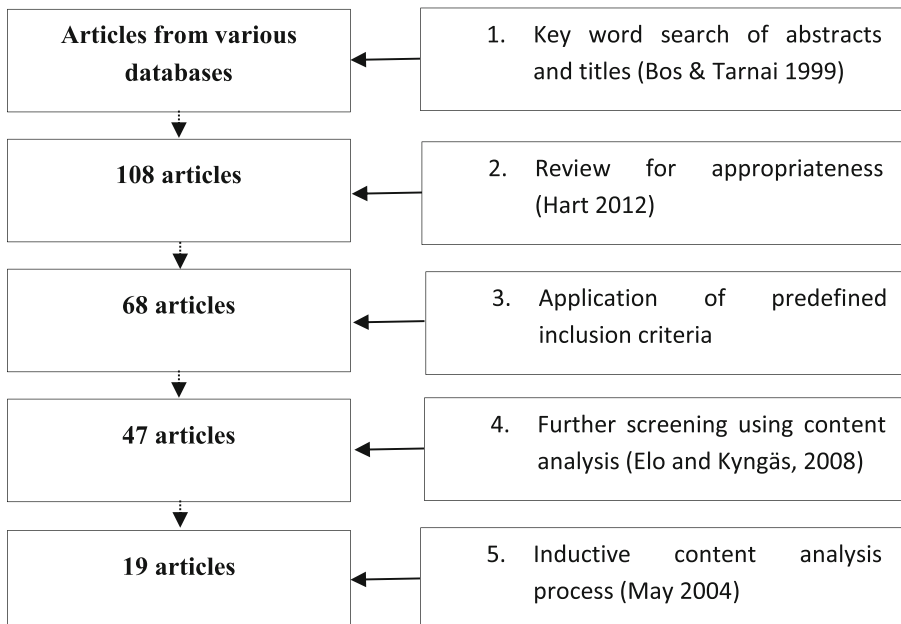 Articles from various
databases
1. Key word search of abstracts
and titles (Bos & Tarnai 1999)
108 articles
2. Review for appropriateness
(Hart 2012)
68 articles
3. Application of predefined
inclusion criteria
47 articles
4. Further screening using content
analysis (Elo and Kyngäs, 2008)
19 articles
5. Inductive content analysis
process (May 2004)